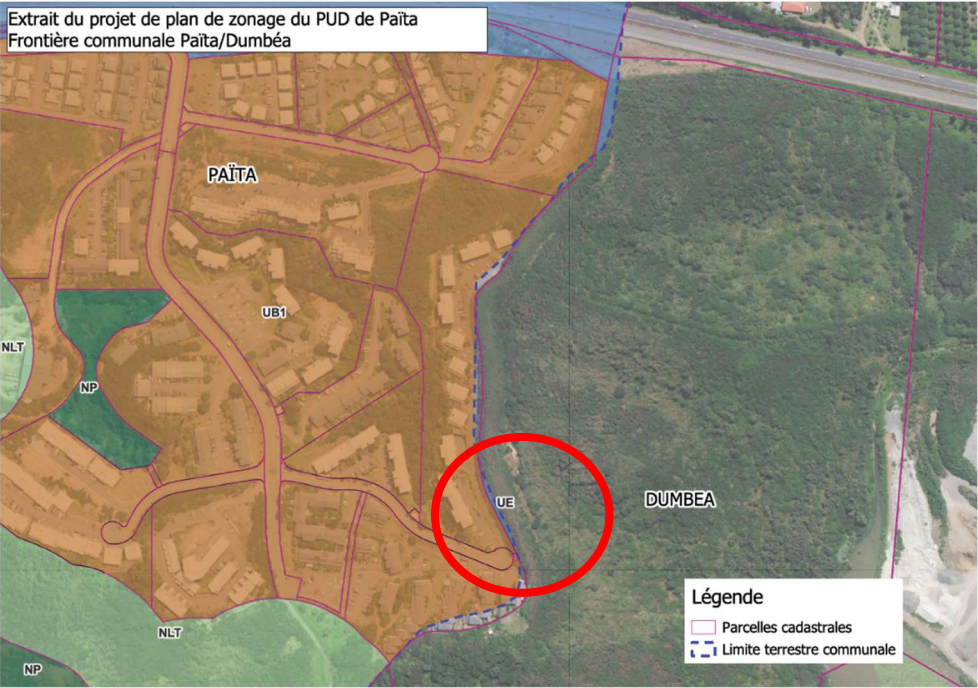 Extrait du projet de plan de zonage du PUD de Païta
Frontière communale Païta/Dumbéa
PAÏTA
UB1
NLT
NP
UE
DUMBEA
NLT
NP
Légende
Parcelles cadastrales
Limite terrestre communale